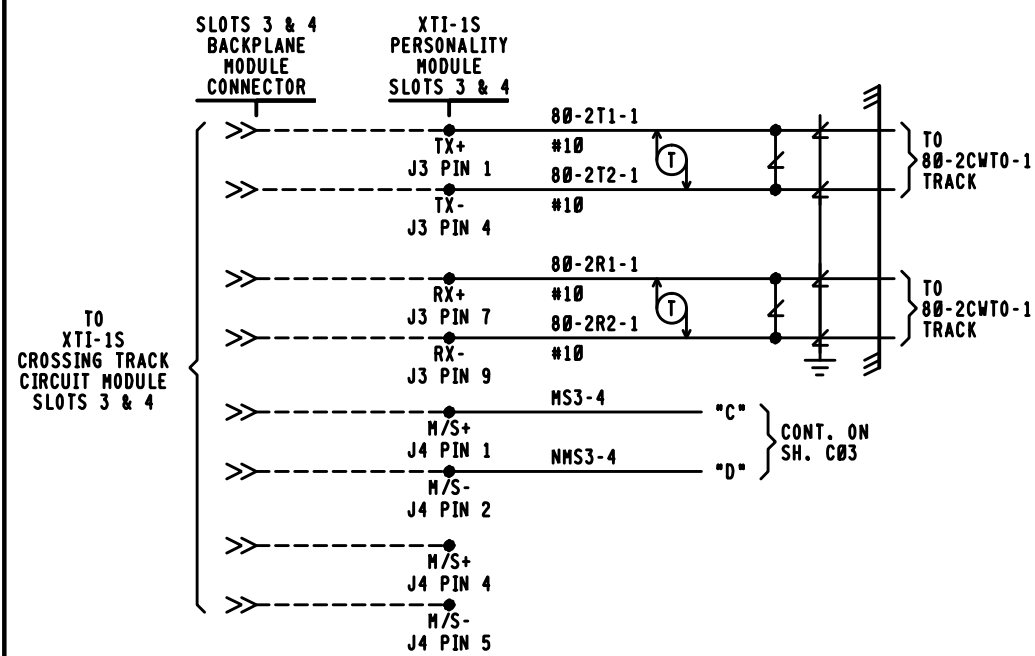 SLOTS 3 & 4
BACKPLANE
MODULE
CONNECTOR
XTI-1S
PERSONALITY
MODULE
SLOTS 3 & 4
80-2T1-1
TX+
#10
J3 PIN 1
T
80-2T2-1
TX-
#10
J3 PIN 4
TO
80-2CWTO-1
TRACK
80-2R1-1
RX+
#10
J3 PIN 7
T
80-2R2-1
RX-
#10
J3 PIN 9
TO
80-2CWTO-1
TRACK
TO
XTI-1S
CROSSING TRACK
CIRCUIT MODULE
SLOTS 3 & 4
MS3-4
"C"
M/S+
J4 PIN 1
NMS3-4
"D"
M/S-
J4 PIN 2
CONT. ON
SH. C03
M/S+
J4 PIN 4
M/S-
J4 PIN 5